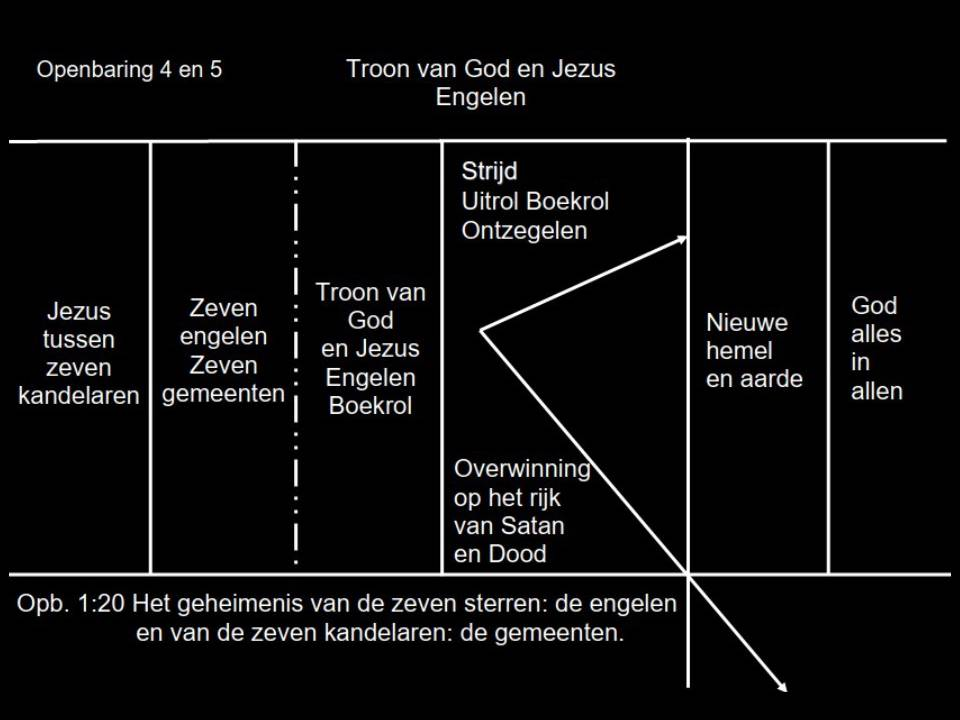 Openbaring 4 en 5
Troon van God en Jezus
Engelen
Jezus
tussen
zeven
kandelaren
Zeven
engelen
Zeven
gemeenten
Troon van
God
en Jezus
Engelen
Boekrol
Strijd
Uitrol Boekrol
Ontzegelen
Overwinning
op het rijk
van Satan
en Dood
Nieuwe
hemel
en aarde
God
alles
in
allen
Opb. 1:20 Het geheimenis van de zeven sterren: de engelen
en van de zeven kandelaren: de gemeenten.